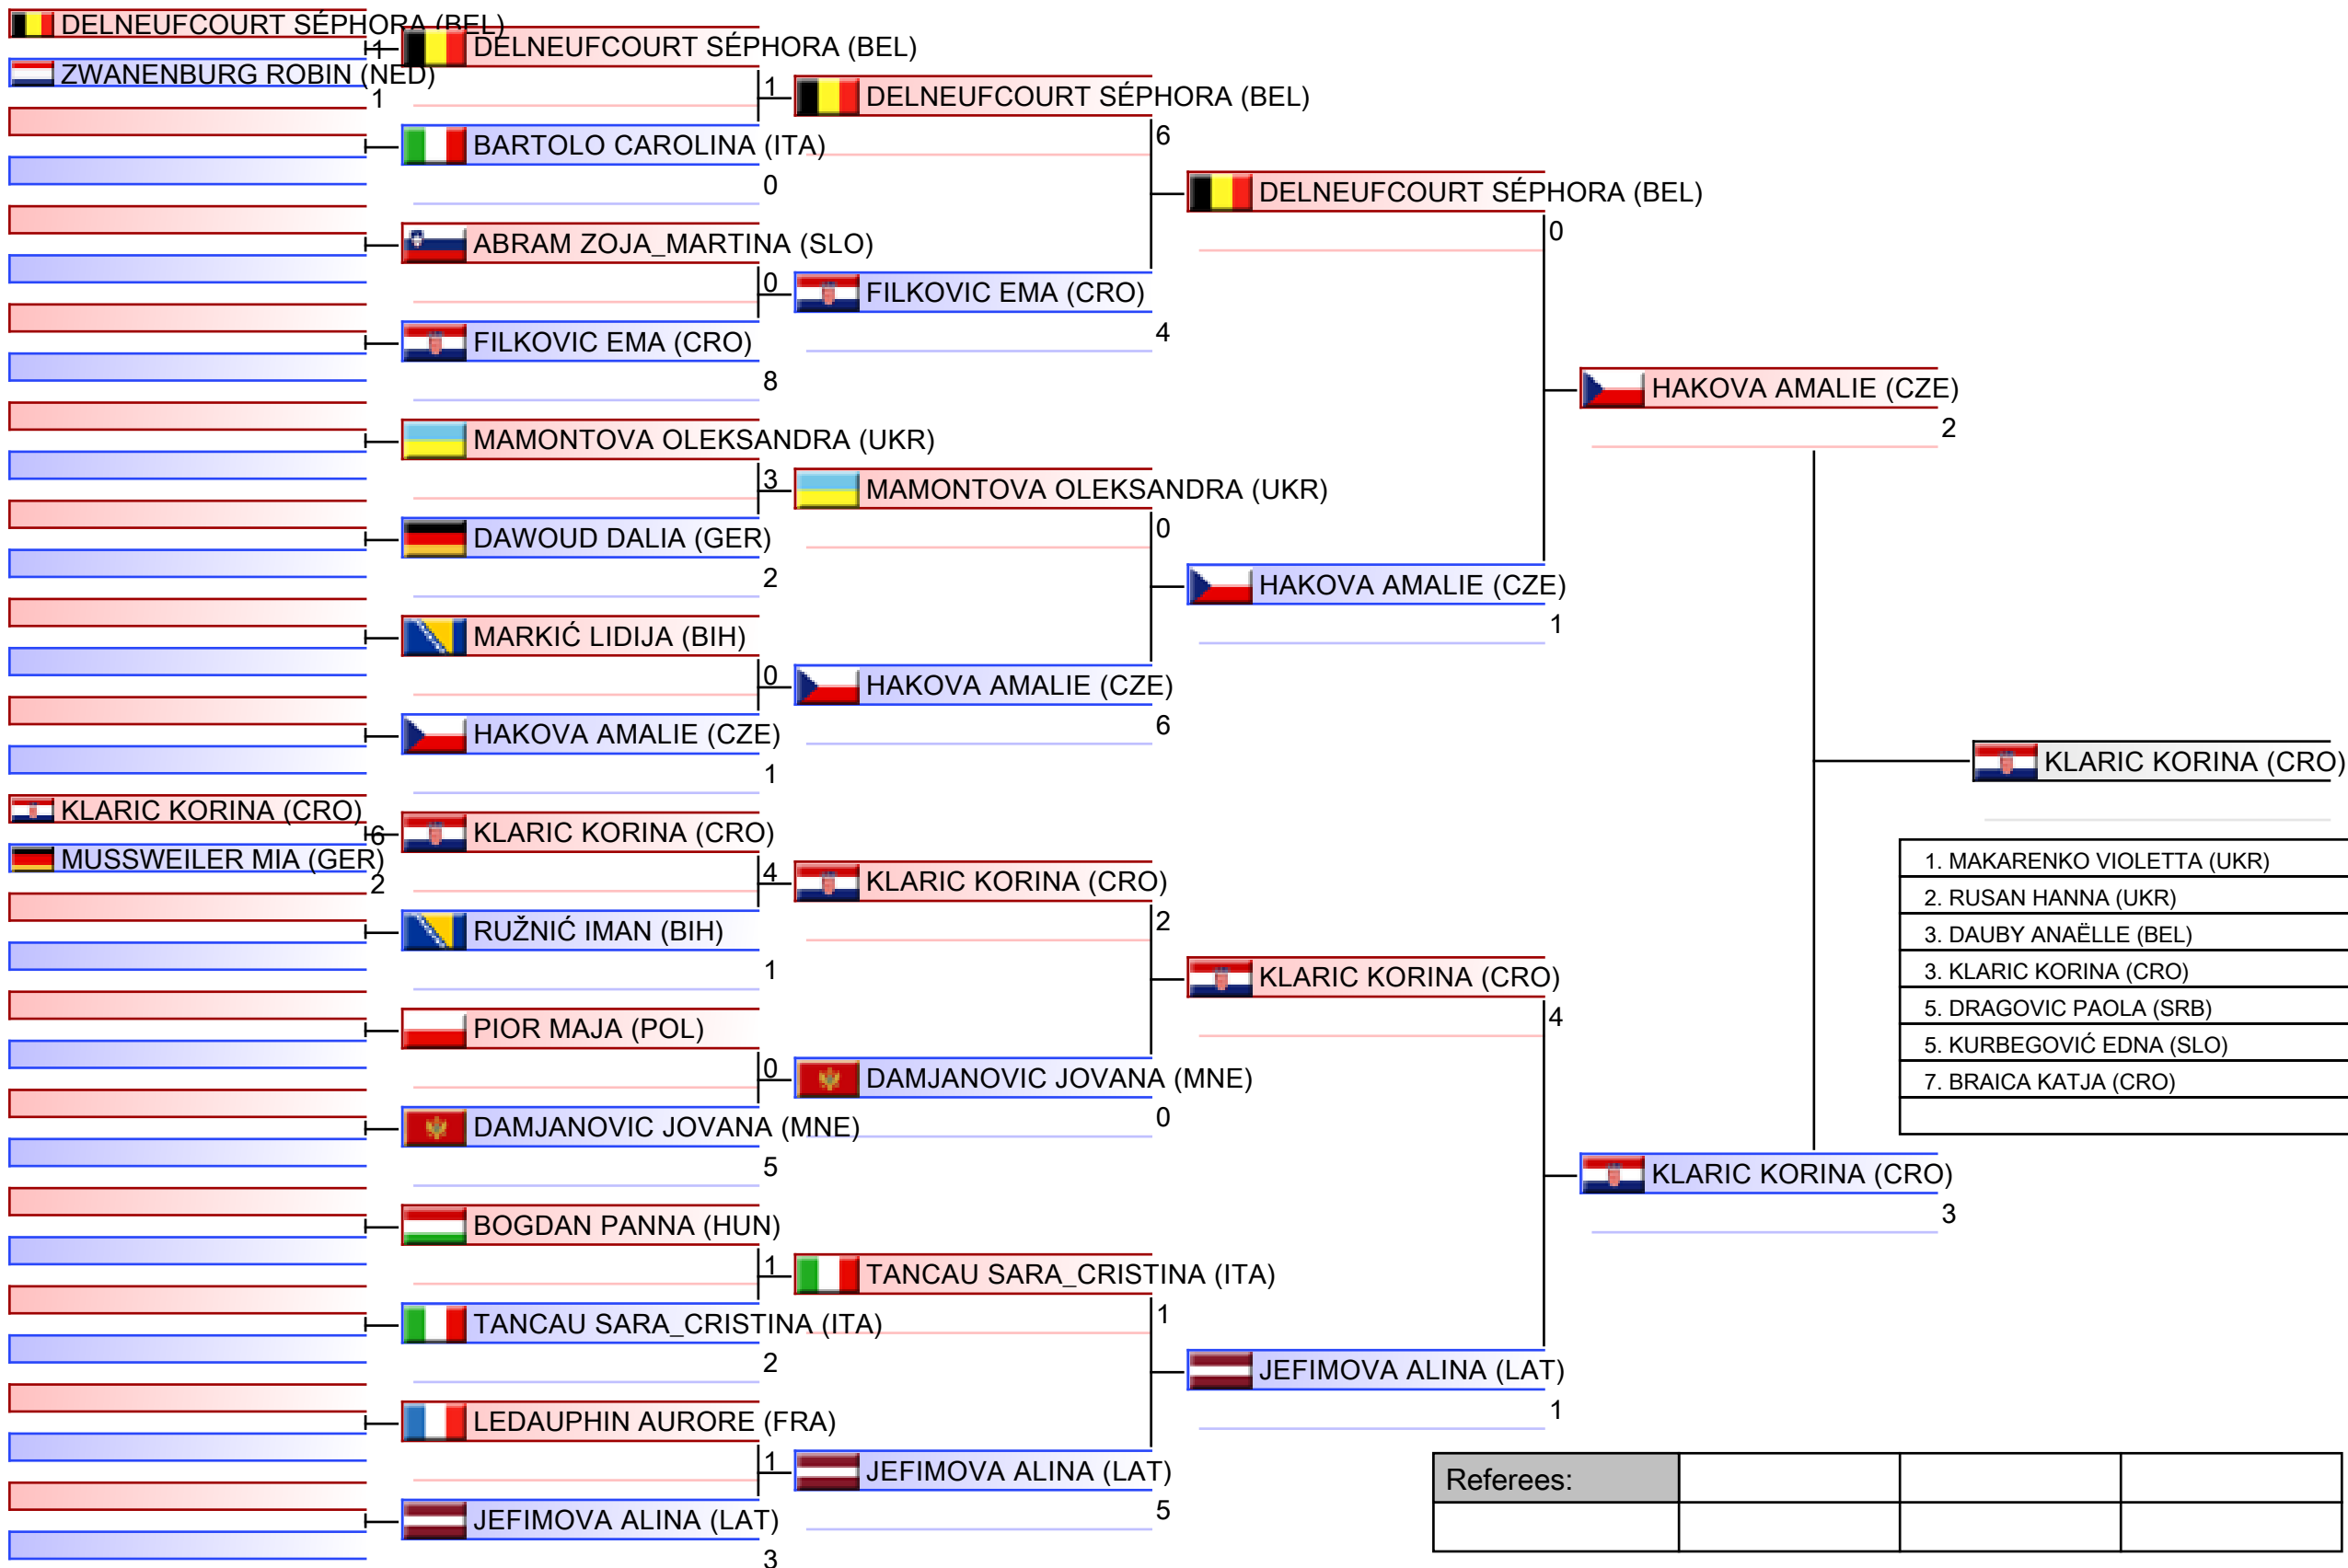 DELNEUFCOURT SÉPHORA (BEL)
1
ZWANENBURG ROBIN (NED)
1
KLARIC KORINA (CRO)
6
MUSSWEILER MIA (GER)
2
DELNEUFCOURT SÉPHORA (BEL)
1
BARTOLO CAROLINA (ITA)
0
ABRAM ZOJA_MARTINA (SLO)
0
FILKOVIC EMA (CRO)
8
MAMONTOVA OLEKSANDRA (UKR)
3
DAWOUD DALIA (GER)
2
MARKIĆ LIDIJA (BIH)
0
HAKOVA AMALIE (CZE)
1
KLARIC KORINA (CRO)
4
RUŽNIĆ IMAN (BIH)
1
PIOR MAJA (POL)
0
DAMJANOVIC JOVANA (MNE)
5
BOGDAN PANNA (HUN)
1
TANCAU SARA_CRISTINA (ITA)
2
LEDAUPHIN AURORE (FRA)
1
JEFIMOVA ALINA (LAT)
3
DELNEUFCOURT SÉPHORA (BEL)
6
FILKOVIC EMA (CRO)
4
MAMONTOVA OLEKSANDRA (UKR)
0
HAKOVA AMALIE (CZE)
6
KLARIC KORINA (CRO)
2
DAMJANOVIC JOVANA (MNE)
0
TANCAU SARA_CRISTINA (ITA)
1
JEFIMOVA ALINA (LAT)
5
DELNEUFCOURT SÉPHORA (BEL)
0
HAKOVA AMALIE (CZE)
1
KLARIC KORINA (CRO)
4
JEFIMOVA ALINA (LAT)
1
HAKOVA AMALIE (CZE)
2
KLARIC KORINA (CRO)
3
KLARIC KORINA (CRO)
1. MAKARENKO VIOLETTA (UKR)
2. RUSAN HANNA (UKR)
3. DAUBY ANAËLLE (BEL)
3. KLARIC KORINA (CRO)
5. DRAGOVIC PAOLA (SRB)
5. KURBEGOVIĆ EDNA (SLO)
7. BRAICA KATJA (CRO)
Referees: